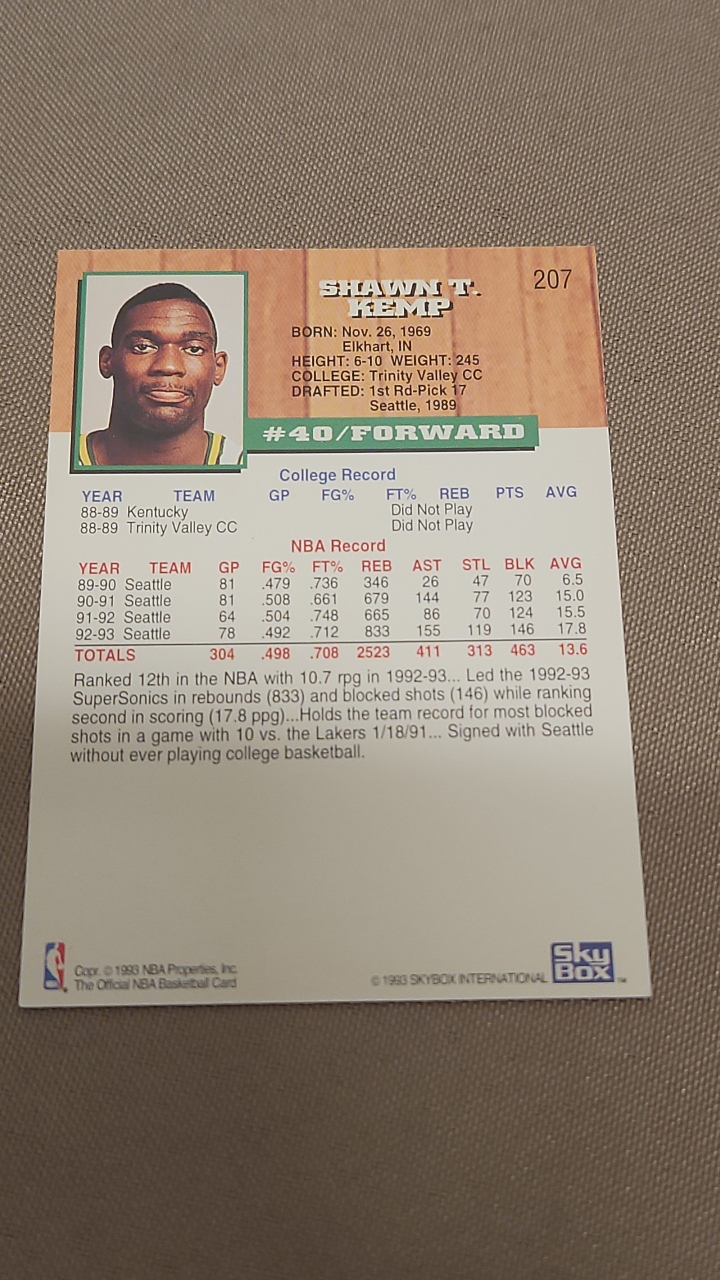 207
SHAWN T.
KEMP
BORN: Nov. 26, 1969
Elkhart, IN
HEIGHT: 6-10 WEIGHT: 245
COLLEGE: Trinity Valley CC
DRAFTED: 1st Rd-Pick 17
Seattle, 1989
#40/FORWARD
College Record
YEAR TEAM GP FG% FT% REB PTS AVG
88-89 Kentucky Did Not Play
88-89 Trinity Valley CC Did Not Play
NBA Record
YEAR TEAM GP FG% FT% REB AST STL BLK AVG
89-90 Seattle 81 .479 .736 346 26 47 70 6.5
90-91 Seattle 81 .508 .661 679 144 77 123 15.0
91-92 Seattle 64 .504 .748 665 86 70 124 15.5
92-93 Seattle 78 .492 .712 833 155 119 146 17.8
TOTALS 304 .498 .708 2523 411 313 463 13.6
Ranked 12th in the NBA with 10.7 rpg in 1992-93... Led the 1992-93
SuperSonics in rebounds (833) and blocked shots (146) while ranking
second in scoring (17.8 ppg)...Holds the team record for most blocked
shots in a game with 10 vs. the Lakers 1/18/91... Signed with Seattle
without ever playing college basketball.
Copr. © 1993 NBA Properties, Inc.
The Official NBA Basketball Card
© 1993 SKYBOX INTERNATIONAL
Sky
Box™